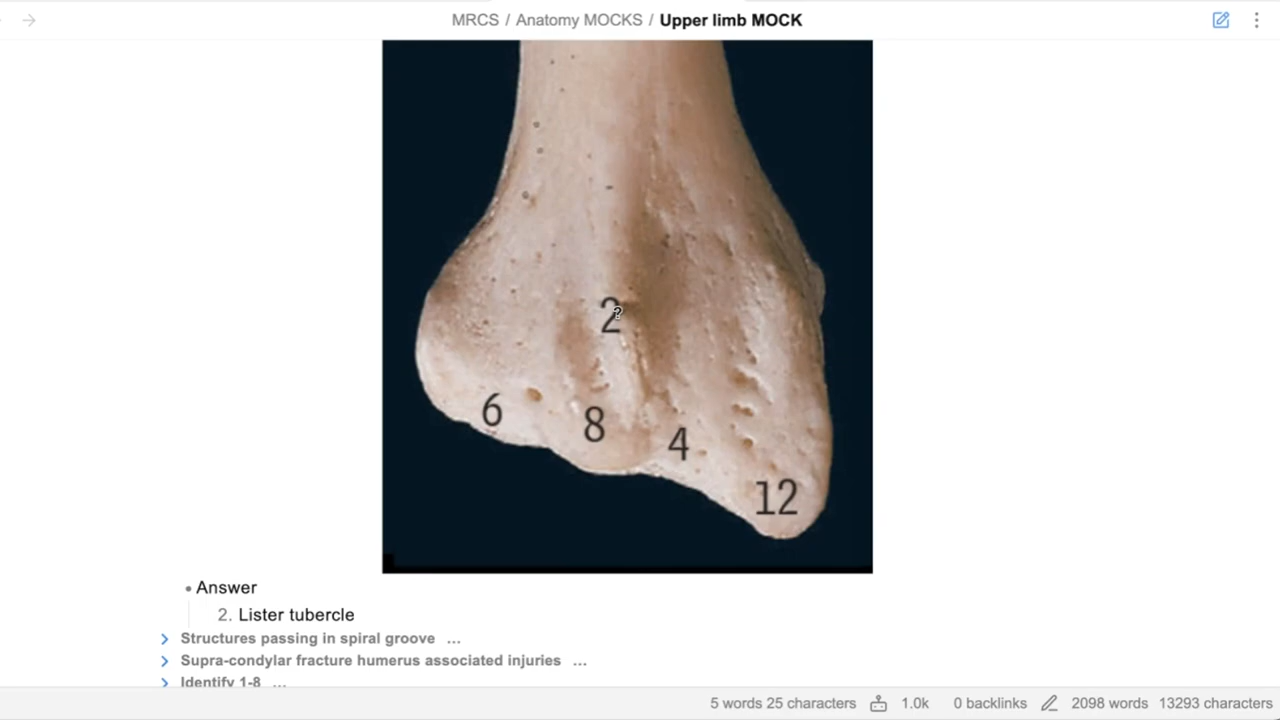 MRCS / Anatomy MOCKS / Upper limb MOCK
2
6
8
4
12
Answer
2. Lister tubercle
Structures passing in spiral groove ...
Supra-condylar fracture humerus associated injuries ...
Identify 1-8 ...
5 words 25 characters 1.0k 0 backlinks 2098 words 13293 characters